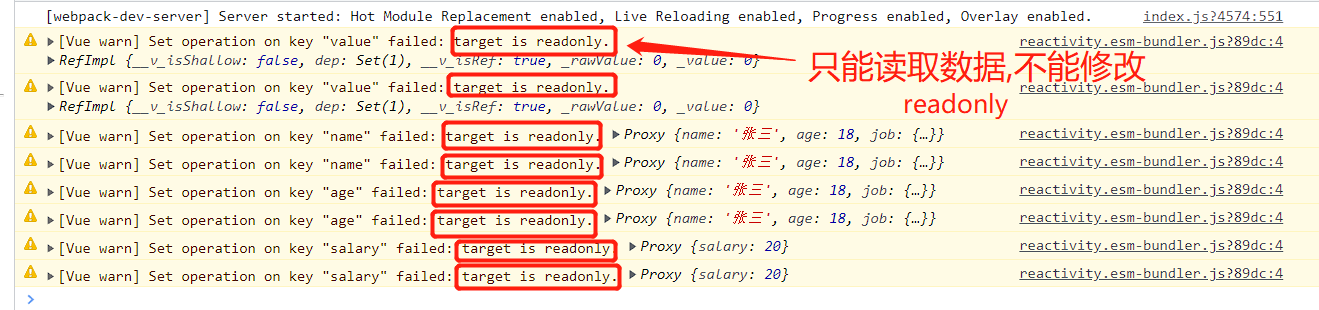 [webpack-dev-server] Server started: Hot Module Replacement enabled, Live Reloading enabled, Progress enabled, Overlay enabled. index.js?4574:551
[Vue warn] Set operation on key "value" failed: target is readonly. reactivity.esm-bundler.js?89dc:4
RefImpl {__v_isShallow: false, dep: Set(1), __v_isRef: true, _rawValue: 0, _value: 0}
只能读取数据,不能修改
readonly
[Vue warn] Set operation on key "value" failed: target is readonly. reactivity.esm-bundler.js?89dc:4
RefImpl {__v_isShallow: false, dep: Set(1), __v_isRef: true, _rawValue: 0, _value: 0}
[Vue warn] Set operation on key "name" failed: target is readonly. Proxy {name: '张三', age: 18, job: {…}} reactivity.esm-bundler.js?89dc:4
[Vue warn] Set operation on key "name" failed: target is readonly. Proxy {name: '张三', age: 18, job: {…}} reactivity.esm-bundler.js?89dc:4
[Vue warn] Set operation on key "age" failed: target is readonly. Proxy {name: '张三', age: 18, job: {…}} reactivity.esm-bundler.js?89dc:4
[Vue warn] Set operation on key "age" failed: target is readonly. Proxy {name: '张三', age: 18, job: {…}} reactivity.esm-bundler.js?89dc:4
[Vue warn] Set operation on key "salary" failed: target is readonly Proxy {salary: 20} reactivity.esm-bundler.js?89dc:4
[Vue warn] Set operation on key "salary" failed: target is readonly. Proxy {salary: 20} reactivity.esm-bundler.js?89dc:4